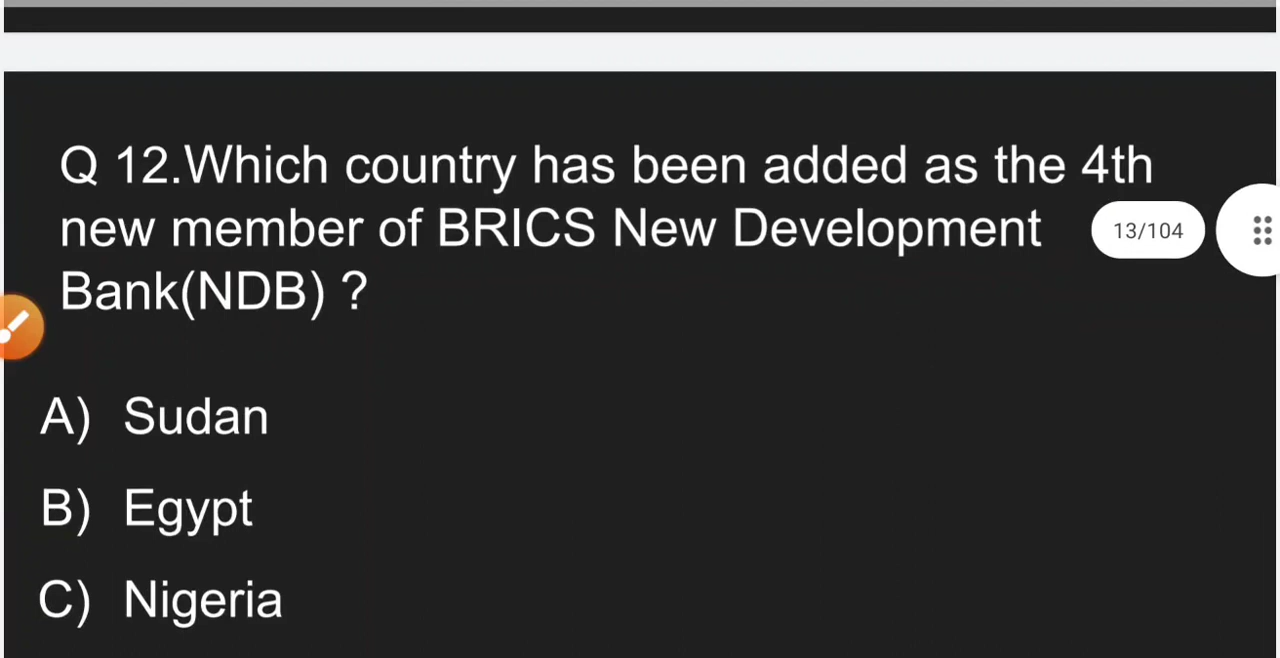 Q 12.Which country has been added as the 4th
new member of BRICS New Development
13/104
Bank(NDB) ?
A) Sudan
B) Egypt
C) Nigeria